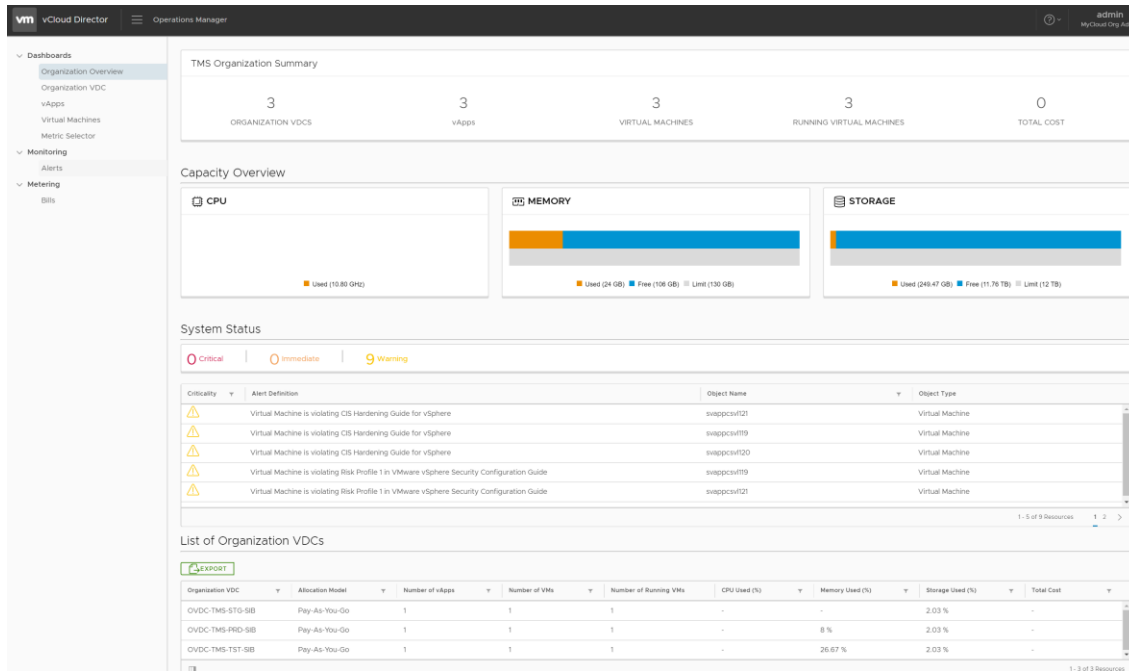 vm vCloud Director Operations Manager admin
MyCloud Org Ad
Dashboards
Organization Overview
Organization VDC
vApps
Virtual Machines
Metric Selector
Monitoring
Alerts
Metering
Bills
TMS Organization Summary
3 3 3 3 0
ORGANIZATION VDCS vApps VIRTUAL MACHINES RUNNING VIRTUAL MACHINES TOTAL COST
Capacity Overview
CPU
Used (10.80 GHz)
MEMORY
Used (24 GB) Free (106 GB) Limit (130 GB)
STORAGE
Used (249.47 GB) Free (11.76 TB) Limit (12 TB)
System Status
0 Critical 0 Immediate 9 Warning
Criticality Alert Definition Object Name Object Type
Virtual Machine is violating CIS Hardening Guide for vSphere svappcsvl121 Virtual Machine
Virtual Machine is violating CIS Hardening Guide for vSphere svappcsvl119 Virtual Machine
Virtual Machine is violating CIS Hardening Guide for vSphere svappcsvl120 Virtual Machine
Virtual Machine is violating Risk Profile 1 in VMware vSphere Security Configuration Guide svappcsvl119 Virtual Machine
Virtual Machine is violating Risk Profile 1 in VMware vSphere Security Configuration Guide svappcsvl121 Virtual Machine
1 - 5 of 9 Resources 1 2
List of Organization VDCs
EXPORT
Organization VDC Allocation Model Number of vApps Number of VMs Number of Running VMs CPU Used (%) Memory Used (%) Storage Used (%) Total Cost
OVDC-TMS-STG-SIB Pay-As-You-Go 1 1 1 - - 2.03 % -
OVDC-TMS-PRD-SIB Pay-As-You-Go 1 1 1 - 8 % 2.03 % -
OVDC-TMS-TST-SIB Pay-As-You-Go 1 1 1 - 26.67 % 2.03 % -
1 - 3 of 3 Resources